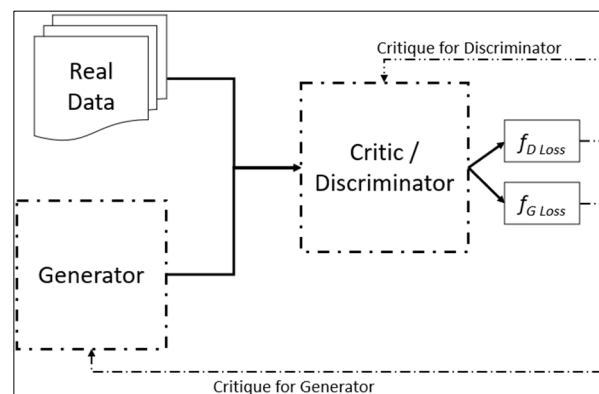 Critique for Discriminator
Real
Data
Critic /
Discriminator
f D Loss
f G Loss
Generator
Critique for Generator